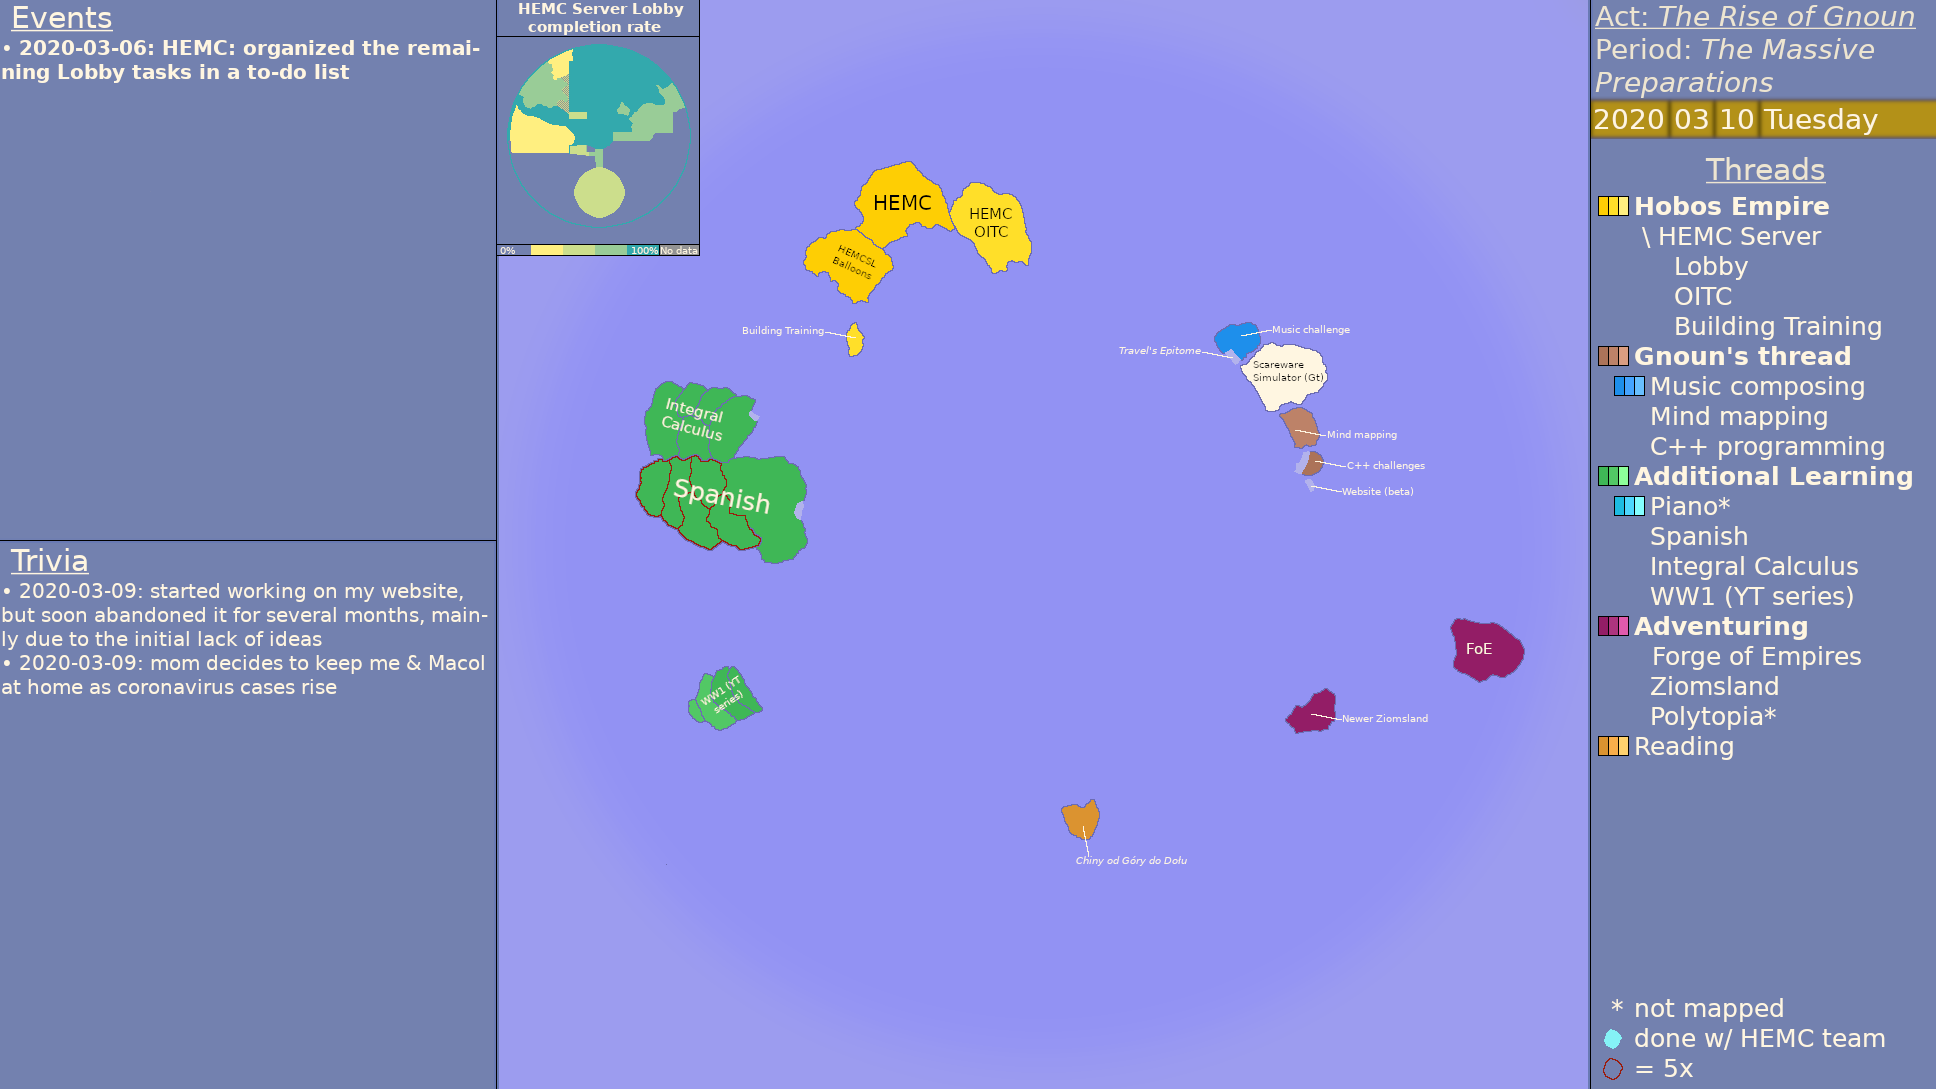 Events
• 2020-03-06: HEMC: organized the remai-
ning Lobby tasks in a to-do list
Trivia
• 2020-03-09: started working on my website,
but soon abandoned it for several months, main-
ly due to the initial lack of ideas
• 2020-03-09: mom decides to keep me & Macol
at home as coronavirus cases rise
HEMC Server Lobby
completion rate
0%
100%
No data
HEMC
HEMC
OITC
HEMCSL
Balloons
Building Training
Integral
Calculus
Spanish
WW1 (YT
series)
Music challenge
Travel's Epitome
Scareware
Simulator (Gt)
Mind mapping
C++ challenges
Website (beta)
FoE
Newer Ziomsland
Chiny od Góry do Dołu
Act: The Rise of Gnoun
Period: The Massive
Preparations
2020 03 10 Tuesday
Threads
Hobos Empire
\ HEMC Server
Lobby
OITC
Building Training
Gnoun's thread
Music composing
Mind mapping
C++ programming
Additional Learning
Piano*
Spanish
Integral Calculus
WW1 (YT series)
Adventuring
Forge of Empires
Ziomsland
Polytopia*
Reading
* not mapped
done w/ HEMC team
= 5x